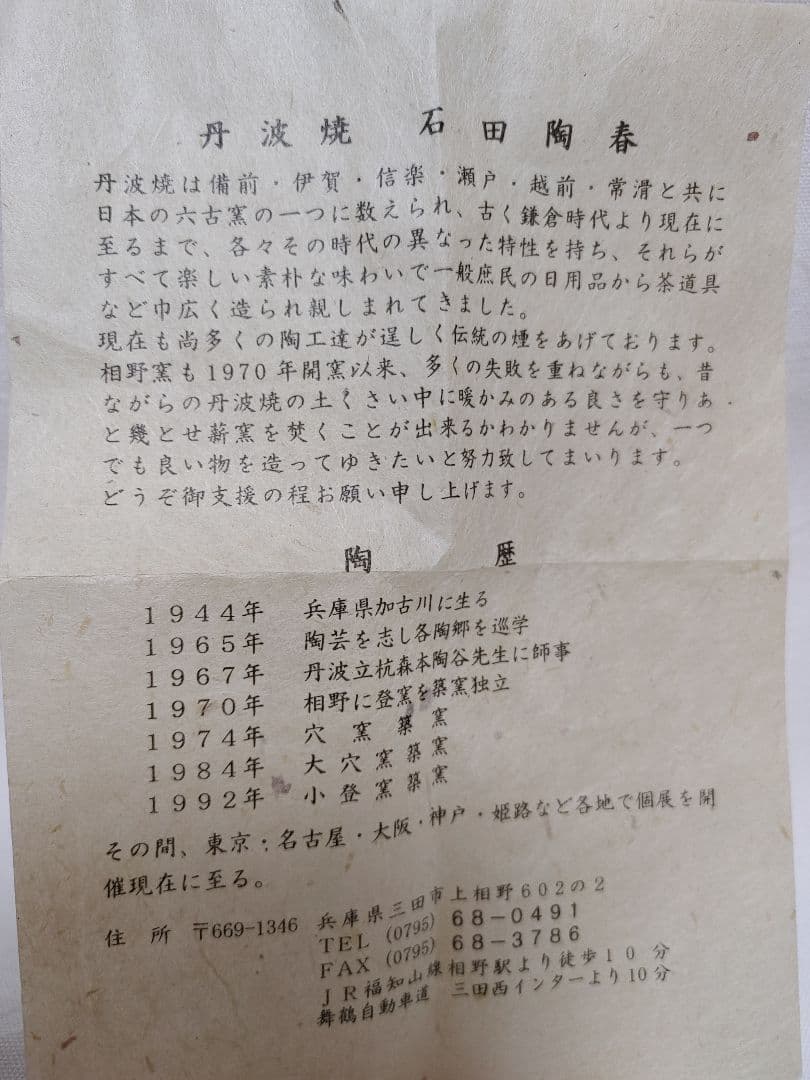 丹波焼 石田陶春
丹波焼は備前・伊賀・信楽・瀬戸・越前・常滑と共に
日本の六古窯の一つに数えられ、古く鎌倉時代より現在に
至るまで、各々その時代の異なった特性を持ち、それらが
すべて楽しい素朴な味わいで一般庶民の日用品から茶道具
など巾広く造られ親しまれてきました。
現在も尚多くの陶工達が逞しく伝統の煙をあげております。
相野窯も1970年開窯以来、多くの失敗を重ねながらも、昔
ながらの丹波焼の土くさい中に暖かみのある良さを守りあ
と幾とせ薪窯を焚くことが出来るかわかりませんが、一つ
でも良い物を造ってゆきたいと努力致してまいります。
どうぞ御支援の程お願い申し上げます。
陶歴
1944年 兵庫県加古川に生る
1965年 陶芸を志し各陶郷を巡学
1967年 丹波立杭森本陶谷先生に師事
1970年 相野に登窯を築窯独立
1974年 穴窯築窯
1984年 大穴窯築窯
1992年 小登窯築窯
その間、東京・名古屋・大阪・神戸・姫路など各地で個展を開
催現在に至る。
住所 〒669-1346 兵庫県三田市上相野602の2
TEL (0795) 68-0491
FAX (0795) 68-3786
JR福知山線相野駅より徒歩10分
舞鶴自動車道 三田西インターより10分